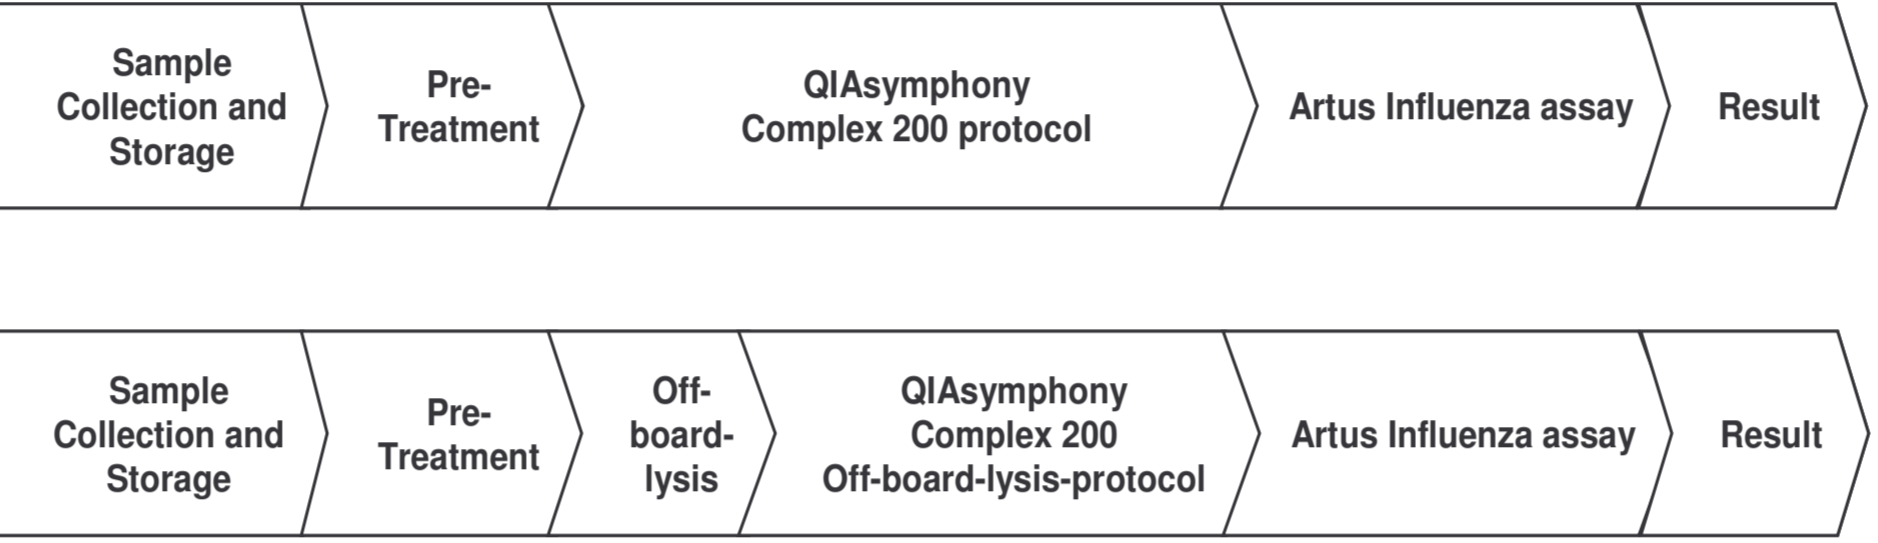 Sample
Collection and
Storage
Pre-
Treatment
QIAsymphony
Complex 200 protocol
Artus Influenza assay
Result
Sample
Collection and
Storage
Pre-
Treatment
Off-
board-
lysis
QIAsymphony
Complex 200
Off-board-lysis-protocol
Artus Influenza assay
Result